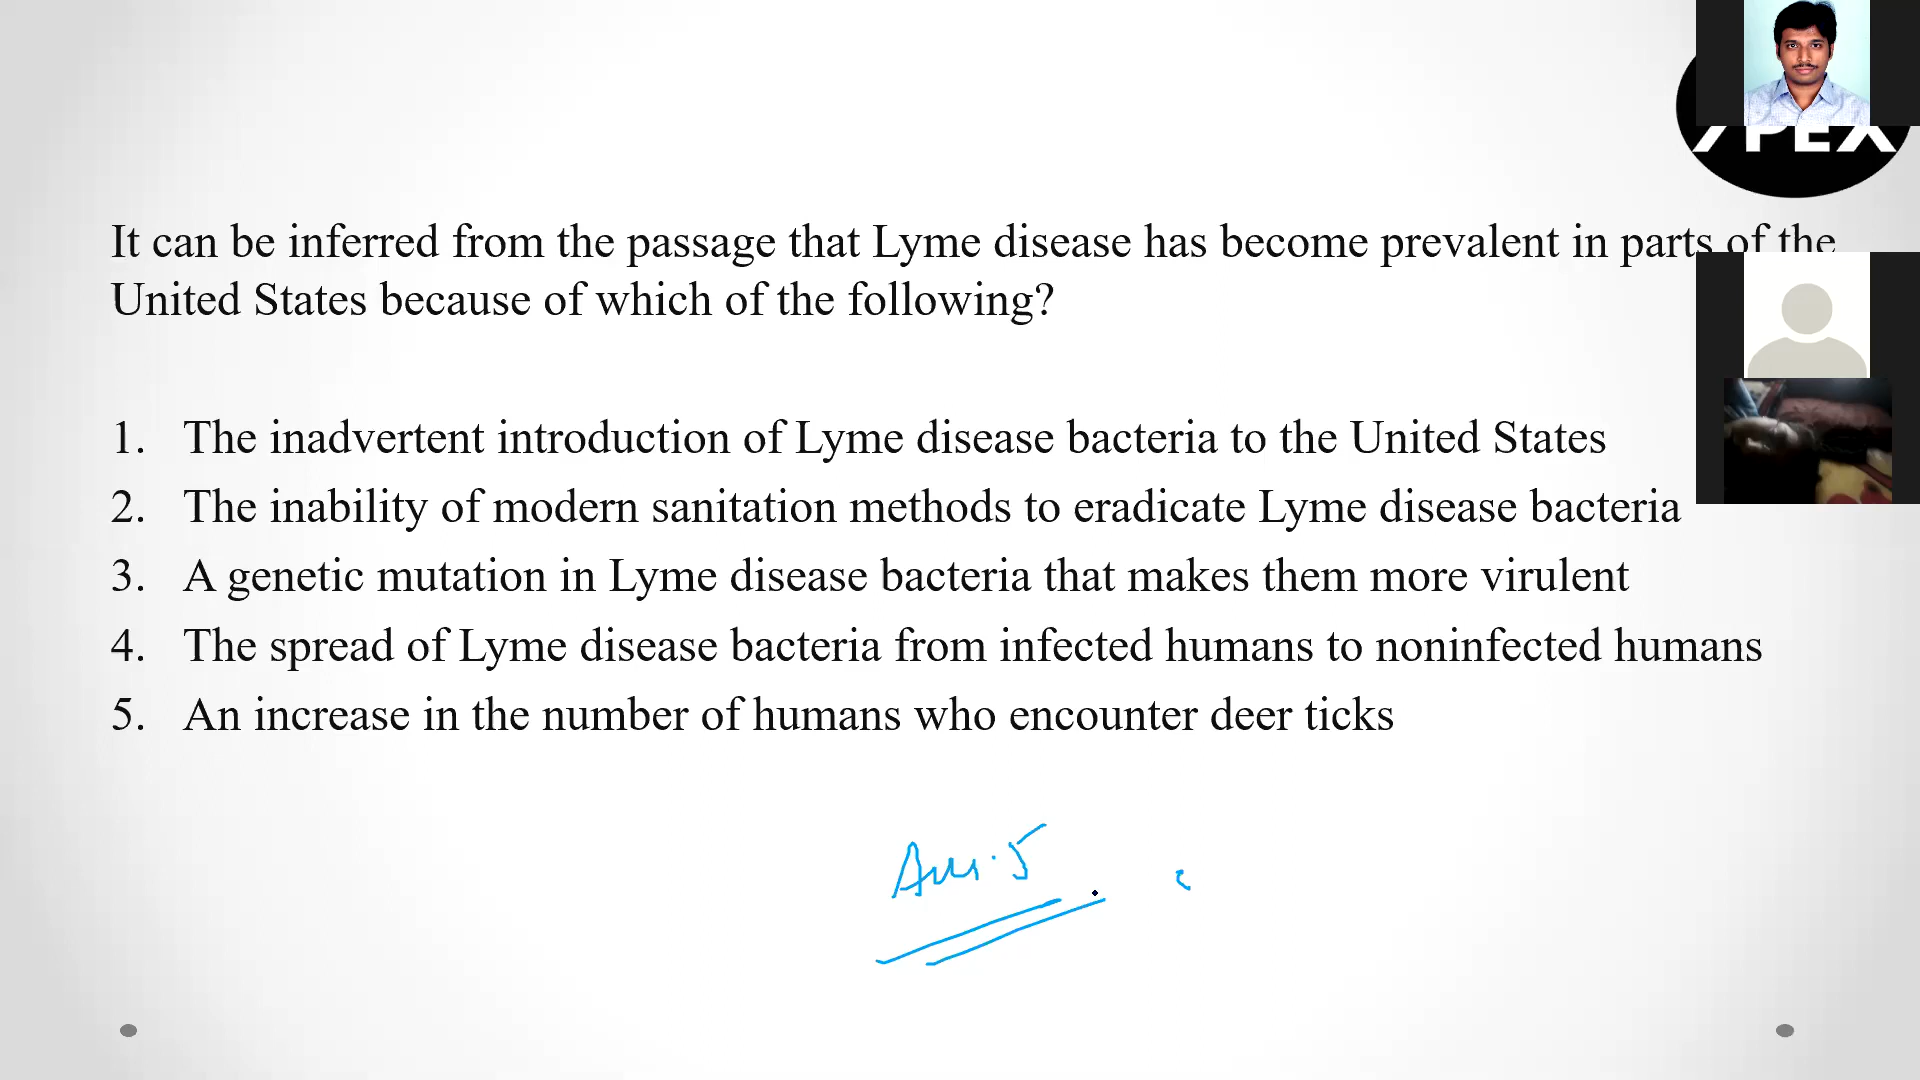 APEX
It can be inferred from the passage that Lyme disease has become prevalent in parts of the
United States because of which of the following?
1. The inadvertent introduction of Lyme disease bacteria to the United States
2. The inability of modern sanitation methods to eradicate Lyme disease bacteria
3. A genetic mutation in Lyme disease bacteria that makes them more virulent
4. The spread of Lyme disease bacteria from infected humans to noninfected humans
5. An increase in the number of humans who encounter deer ticks
Ans. 5